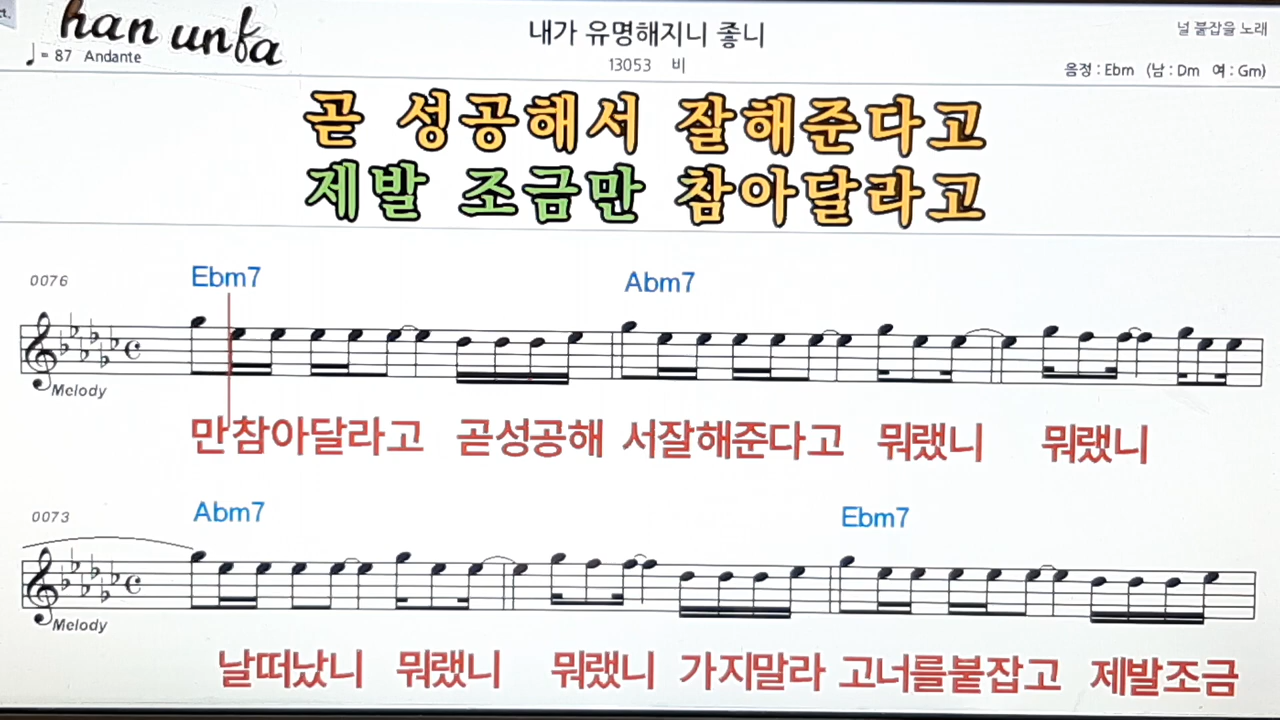 ct.
han unfa
내가 유명해지니 좋니
널 붙잡을 노래
♩= 87 Andante
13053 비
음정 : Ebm (남 : Dm 여 : Gm)
곧 성공해서 잘해준다고
제발 조금만 참아달라고
0076
Ebm7 Abm7
Melody
만참아달라고 곧성공해 서잘해준다고 뭐랬니 뭐랬니
0073
Abm7 Ebm7
Melody
날떠났니 뭐랬니 뭐랬니 가지말라 고너를붙잡고 제발조금